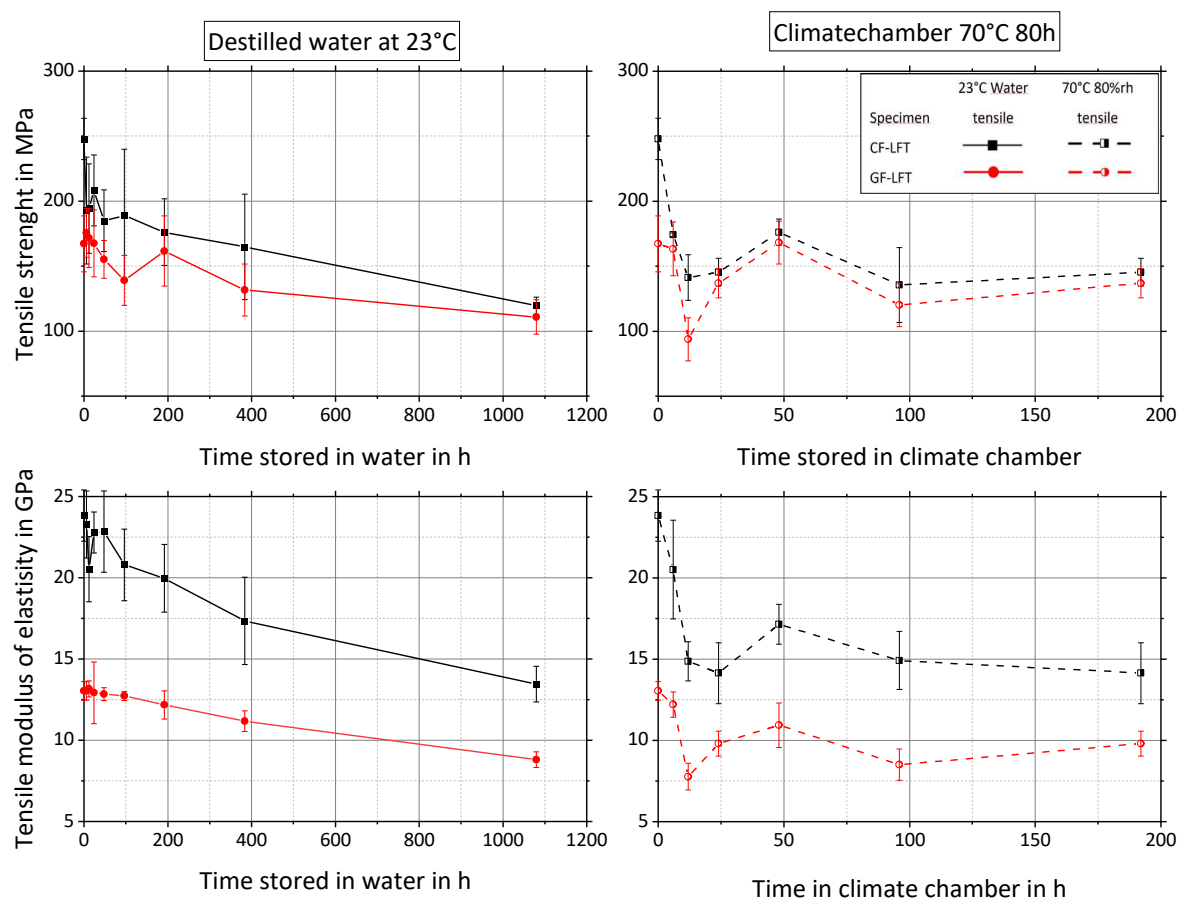 Destilled water at 23°C
Climatechamber 70°C 80h
Tensile strenght in MPa
300
200
100
0
200
400
600
800
1000
1200
Time stored in water in h
300
200
100
0
50
100
150
200
Time stored in climate chamber
23°C Water
70°C 80%rh
Specimen
tensile
tensile
CF-LFT
GF-LFT
Tensile modulus of elastisity in GPa
25
20
15
10
5
0
200
400
600
800
1000
1200
Time stored in water in h
25
20
15
10
5
0
50
100
150
200
Time in climate chamber in h